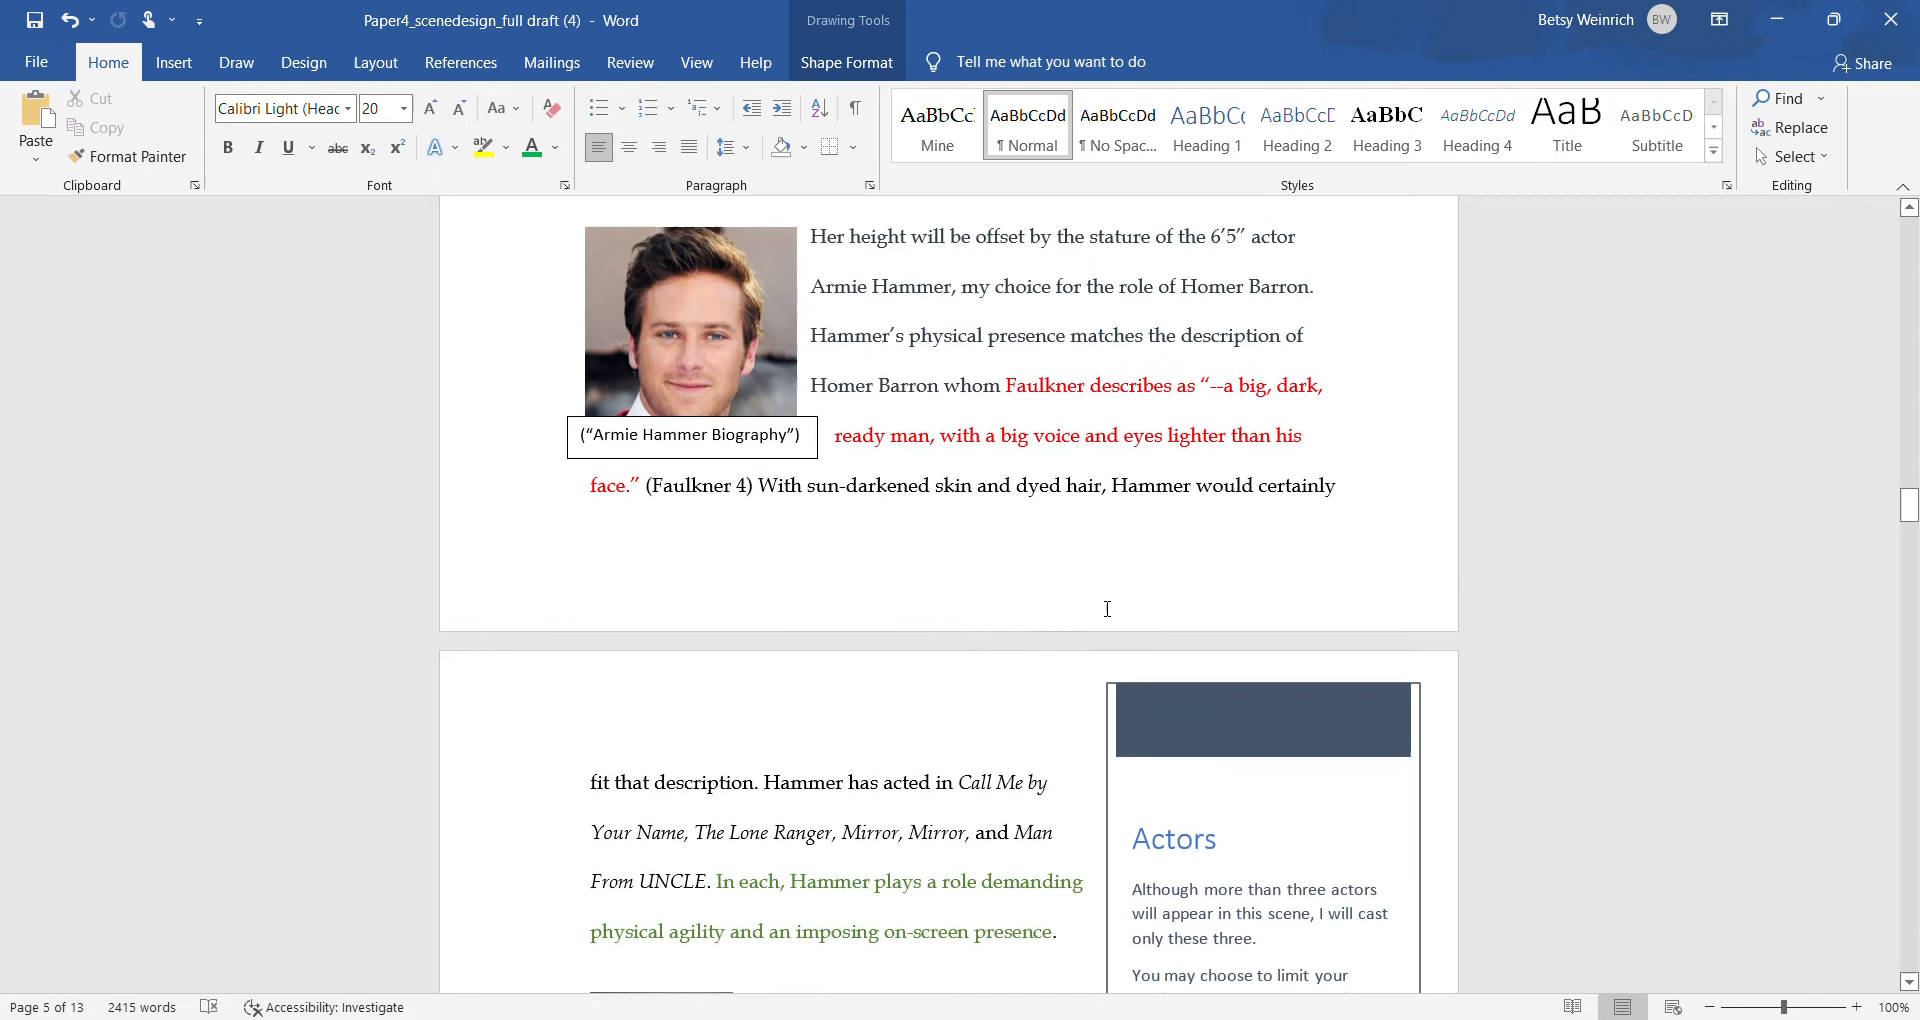 Paper4_scenedesign_full draft (4) - Word
Drawing Tools
Betsy Weinrich
BW
File
Home
Insert
Draw
Design
Layout
References
Mailings
Review
View
Help
Shape Format
Tell me what you want to do
Share
Paste
Cut
Copy
Format Painter
Clipboard
Calibri Light (Head
20
Aa
B I U abc x₂ x² A ab A
Font
Paragraph
AaBbCc
Mine
AaBbCcDd
¶ Normal
AaBbCcDd
¶ No Spac...
AaBbCc
Heading 1
AaBbCcD
Heading 2
AaBbC
Heading 3
AaBbCcDd
Heading 4
AaB
Title
AaBbCcD
Subtitle
Styles
Find
Replace
Select
Editing
Her height will be offset by the stature of the 6’5” actor
Armie Hammer, my choice for the role of Homer Barron.
Hammer’s physical presence matches the description of
Homer Barron whom Faulkner describes as “--a big, dark,
(“Armie Hammer Biography”)
ready man, with a big voice and eyes lighter than his
face.” (Faulkner 4) With sun-darkened skin and dyed hair, Hammer would certainly
fit that description. Hammer has acted in Call Me by
Your Name, The Lone Ranger, Mirror, Mirror, and Man
From UNCLE. In each, Hammer plays a role demanding
physical agility and an imposing on-screen presence.
Actors
Although more than three actors
will appear in this scene, I will cast
only these three.
You may choose to limit your
Page 5 of 13
2415 words
Accessibility: Investigate
100%